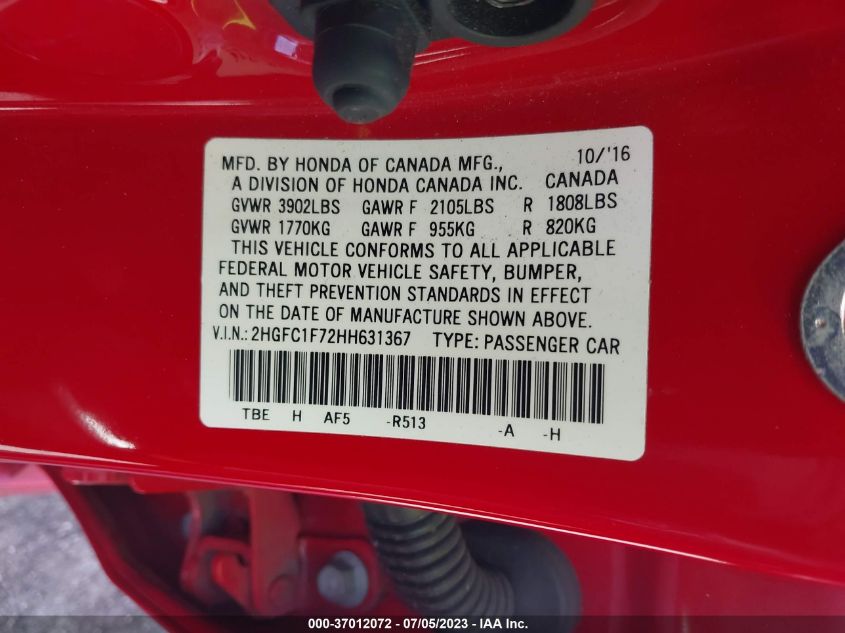 MFD. BY HONDA OF CANADA MFG., 10/'16
A DIVISION OF HONDA CANADA INC. CANADA
GVWR 3902LBS GAWR F 2105LBS R 1808LBS
GVWR 1770KG GAWR F 955KG R 820KG
THIS VEHICLE CONFORMS TO ALL APPLICABLE
FEDERAL MOTOR VEHICLE SAFETY, BUMPER,
AND THEFT PREVENTION STANDARDS IN EFFECT
ON THE DATE OF MANUFACTURE SHOWN ABOVE.
V.I.N.:2HGFC1F72HH631367 TYPE: PASSENGER CAR
TBE H AF5 -R513 -A -H
000-37012072 / 07/05/2023 - IAA Inc.